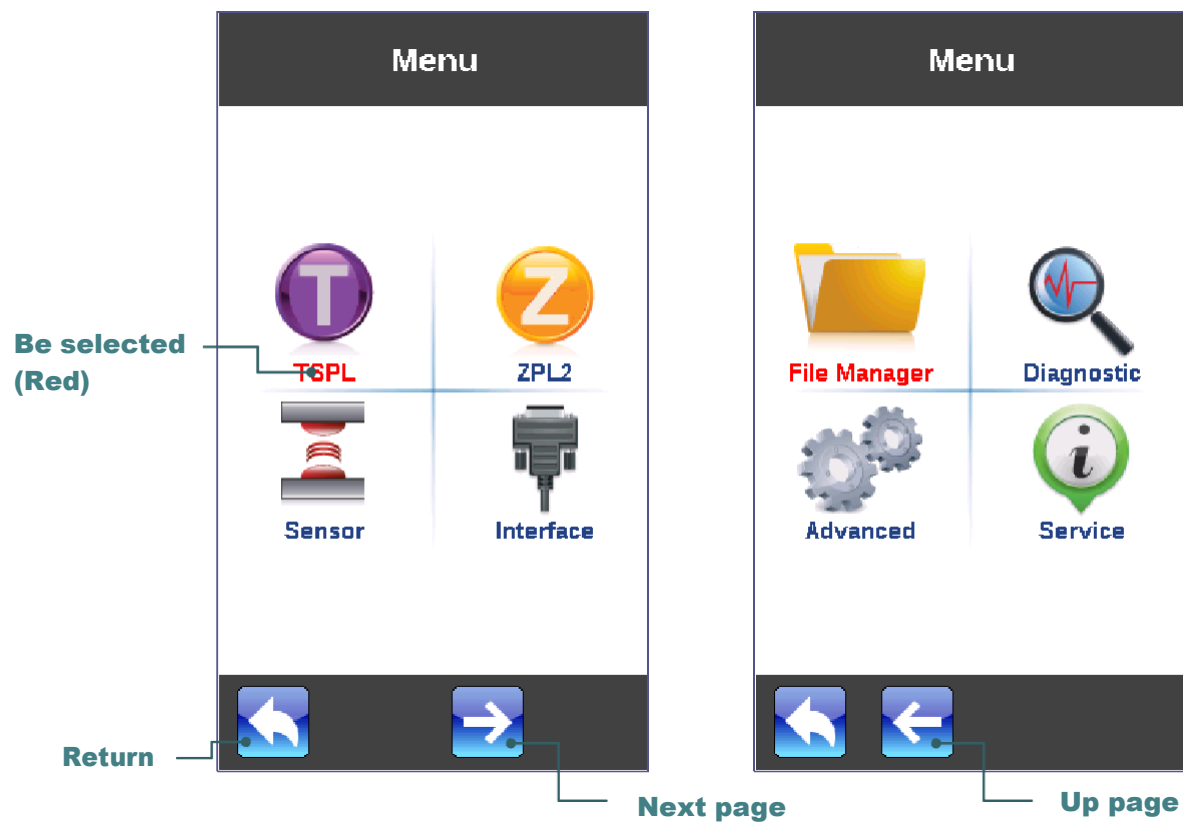 Menu
Menu
T
Z
Be selected
(Red)
TSPL
ZPL2
File Manager
Diagnostic
i
Sensor
Interface
Advanced
Service
Return
Next page
Up page